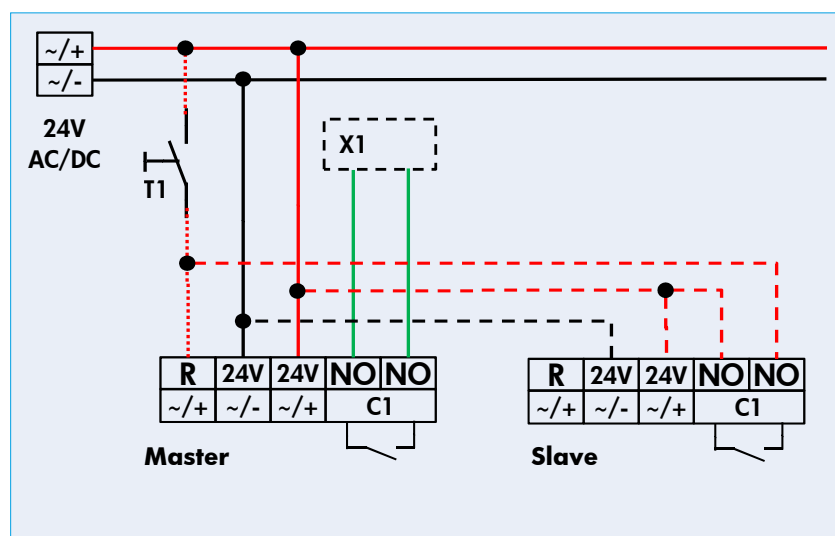 ~/+
~/-
24V
AC/DC
T1
X1
R 24V 24V NO NO
~/+ ~/- ~/+ C1
Master
R 24V 24V NO NO
~/+ ~/- ~/+ C1
Slave